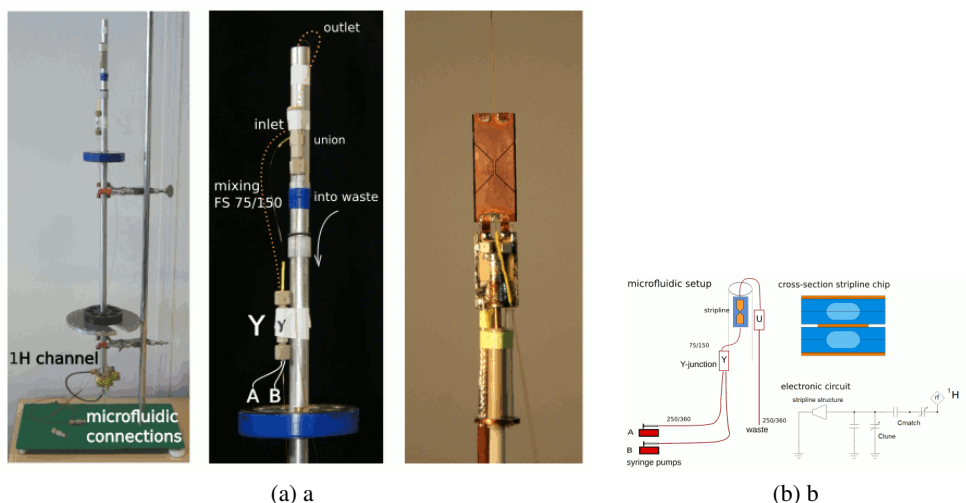 1H channel
microfluidic
connections
outlet
inlet
union
mixing
FS 75/150
into waste
Y
Y
A B
(a) a
microfluidic setup
stripline
U
75/150
Y-junction
Y
250/360
A
B
syringe pumps
250/360
waste
cross-section stripline chip
electronic circuit
stripline structure
rf
1H
Cmatch
Ctune
(b) b